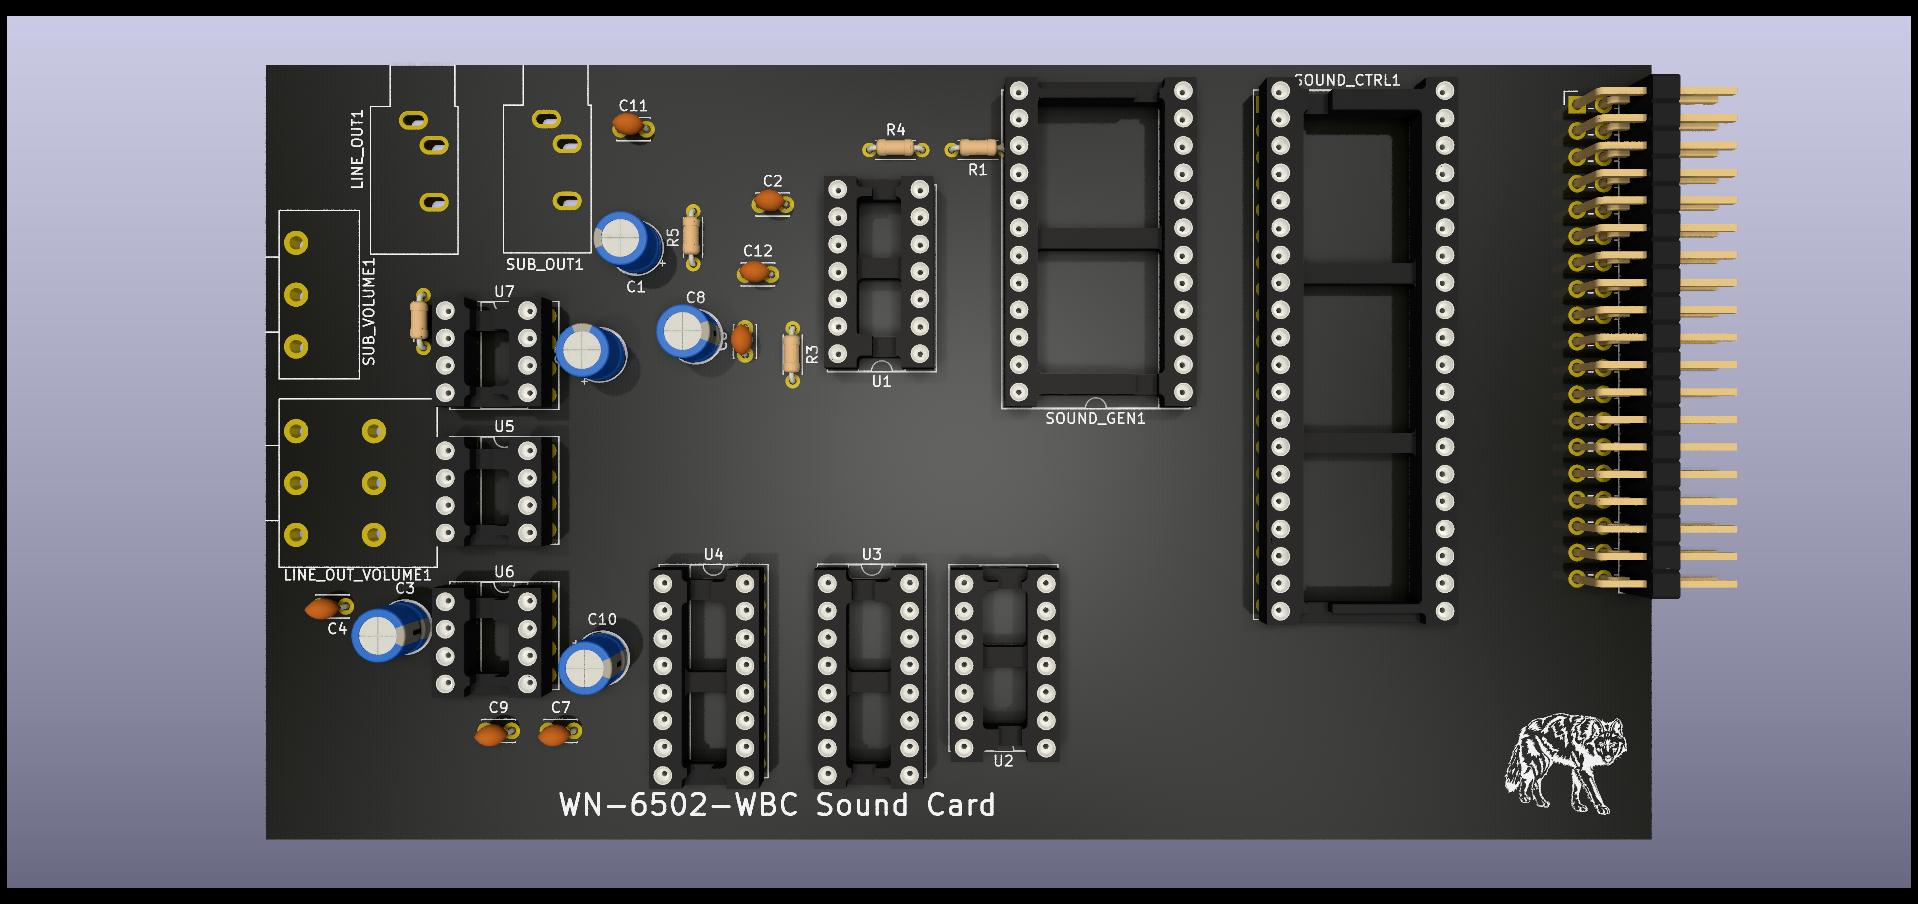 SOUND_CTRL1
C11
LINE_OUT1
R4
R1
C2
R5
C12
SUB_OUT1
SUB_VOLUME1
C1
U7
C8
R3
U1
SOUND_GEN1
U5
U4
U3
U6
LINE_OUT_VOLUME1
C3
C4
C10
C9
C7
U2
WN-6502-WBC Sound Card